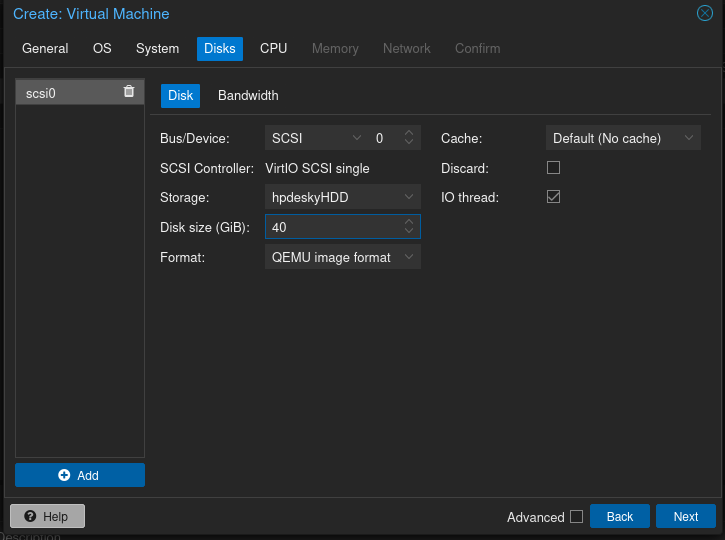 Create: Virtual Machine
General OS System Disks CPU Memory Network Confirm
scsi0
Disk Bandwidth
Bus/Device: SCSI 0 Cache: Default (No cache)
SCSI Controller: VirtIO SCSI single Discard:
Storage: hpdeskyHDD IO thread:
Disk size (GiB): 40
Format: QEMU image format
Add
Help Advanced Back Next
Description